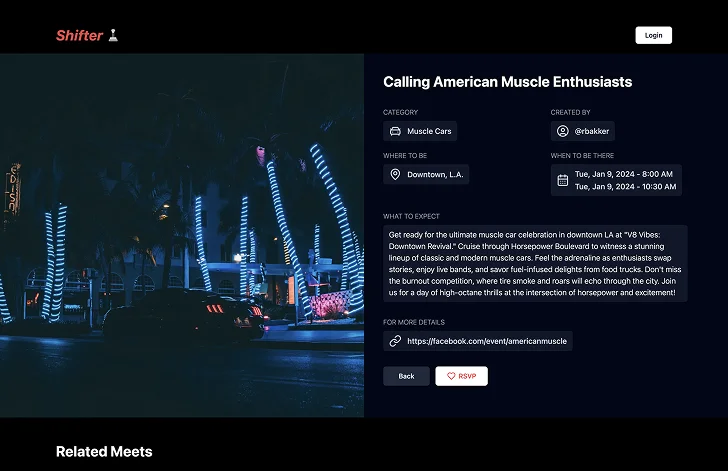 Shifter
Login
Calling American Muscle Enthusiasts
CATEGORY
CREATED BY
Muscle Cars
@rbakker
WHERE TO BE
WHEN TO BE THERE
Downtown, L.A.
Tue, Jan 9, 2024 - 8:00 AM
Tue, Jan 9, 2024 - 10:30 AM
WHAT TO EXPECT
Get ready for the ultimate muscle car celebration in downtown LA at "V8 Vibes:
Downtown Revival." Cruise through Horsepower Boulevard to witness a stunning
lineup of classic and modern muscle cars. Feel the adrenaline as enthusiasts swap
stories, enjoy live bands, and savor fuel-infused delights from food trucks. Don't miss
the burnout competition, where tire smoke and roars will echo through the city. Join
us for a day of high-octane thrills at the intersection of horsepower and excitement!
FOR MORE DETAILS
https://facebook.com/event/americanmuscle
Back
RSVP
Related Meets